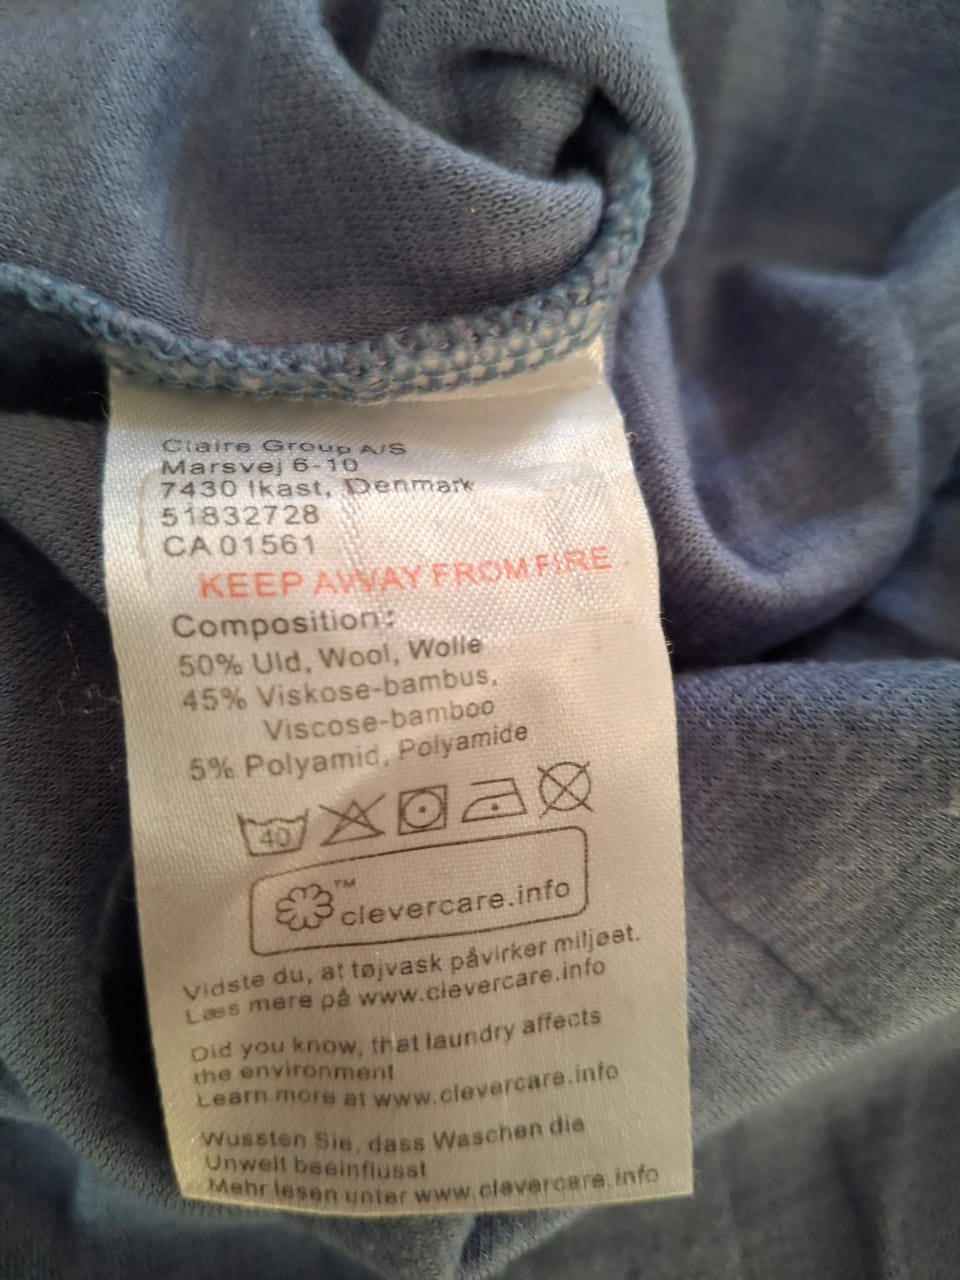 Claire Group A/S
Marsvej 6-10
7430 Ikast, Denmark
51832728
CA 01561
KEEP AWAY FROM FIRE
Composition:
50% Uld, Wool, Wolle
45% Viskose-bambus,
Viscose-bamboo
5% Polyamid, Polyamide
40
TM
clevercare.info
Vidste du, at tøjvask påvirker miljøet.
Læs mere på www.clevercare.info
Did you know, that laundry affects
the environment
Learn more at www.clevercare.info
Wussten Sie, dass Waschen die
Unwelt beeinflusst
Mehr lesen unter www.clevercare.info